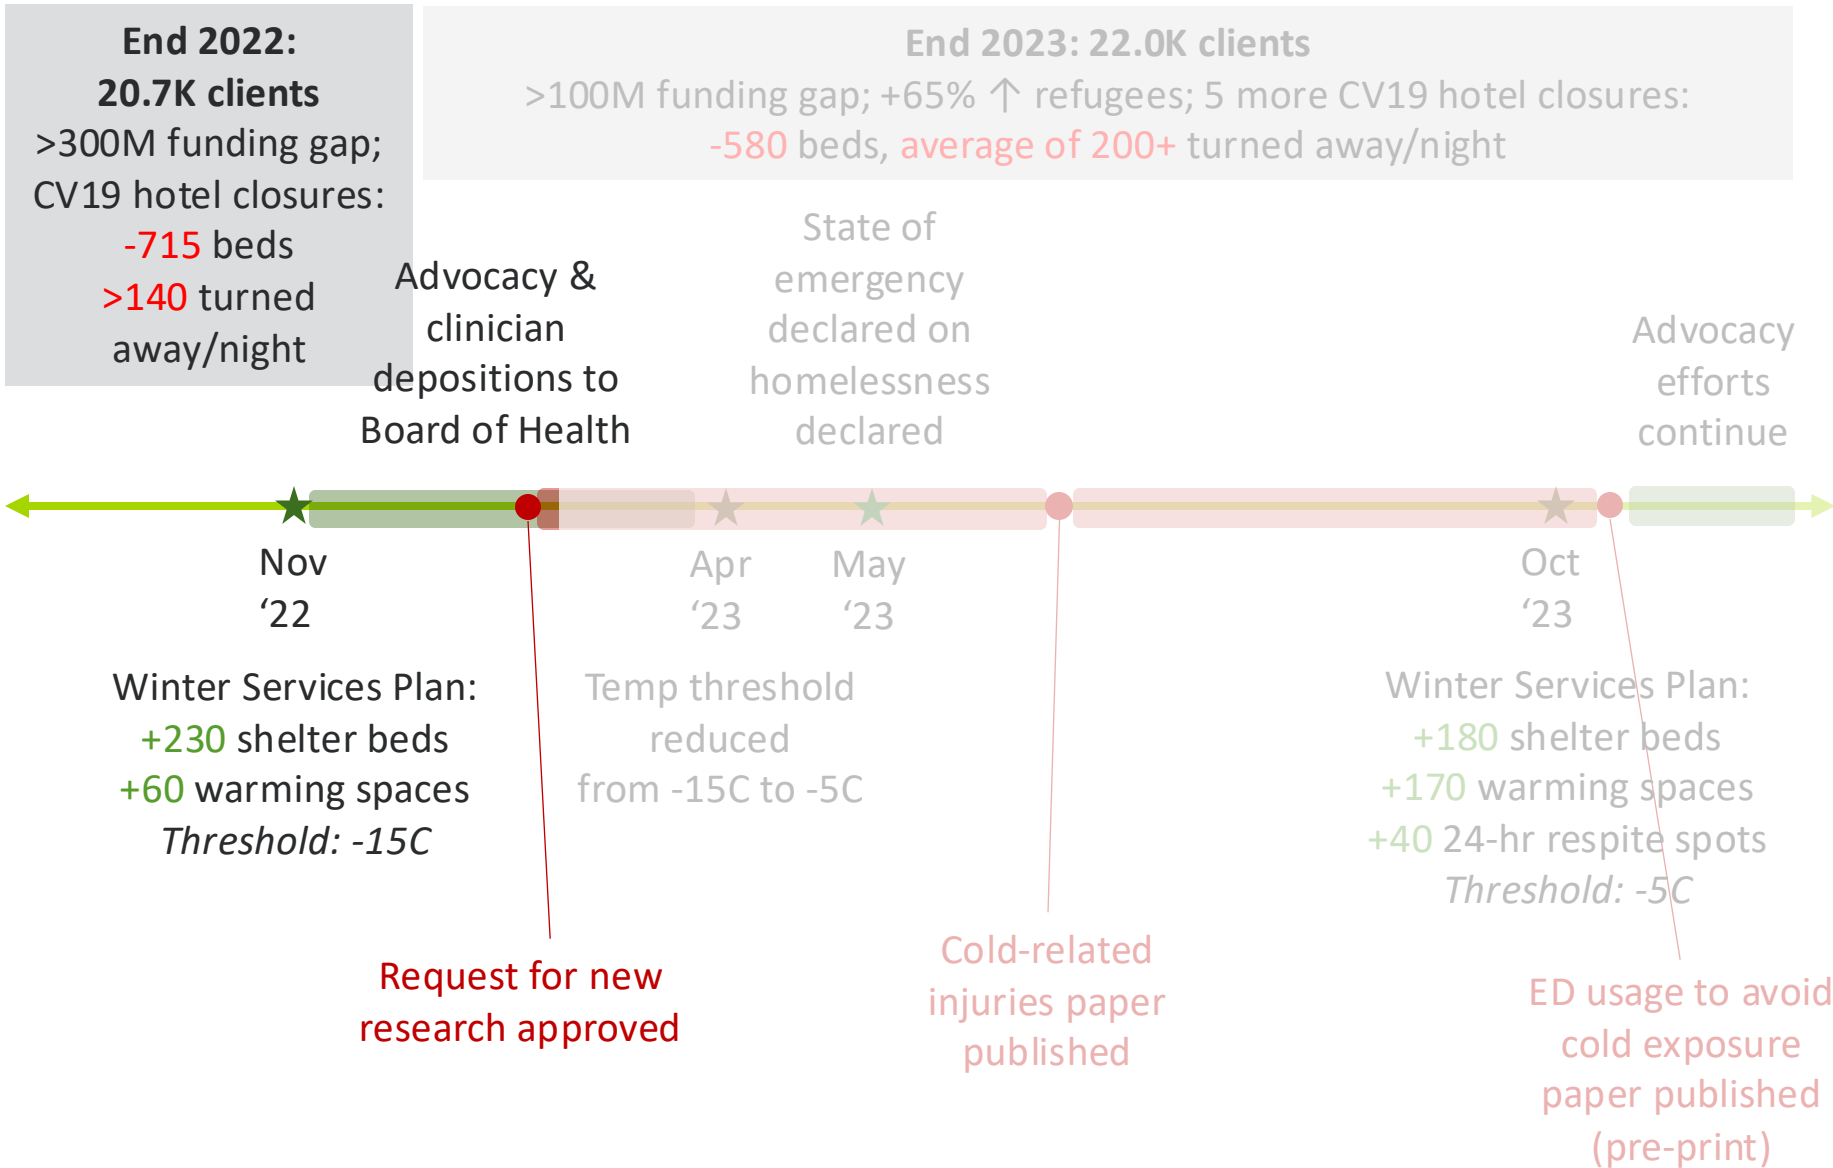 End 2022:
20.7K clients
>300M funding gap;
CV19 hotel closures:
-715 beds
>140 turned
away/night
End 2023: 22.0K clients
>100M funding gap; +65% ↑ refugees; 5 more CV19 hotel closures:
-580 beds, average of 200+ turned away/night
Advocacy &
clinician
depositions to
Board of Health
State of
emergency
declared on
homelessness
declared
Advocacy
efforts
continue
Nov
‘22
Apr
‘23
May
‘23
Oct
‘23
Winter Services Plan:
+230 shelter beds
+60 warming spaces
Threshold: -15C
Temp threshold
reduced
from -15C to -5C
Winter Services Plan:
+180 shelter beds
+170 warming spaces
+40 24-hr respite spots
Threshold: -5C
Request for new
research approved
Cold-related
injuries paper
published
ED usage to avoid
cold exposure
paper published
(pre-print)